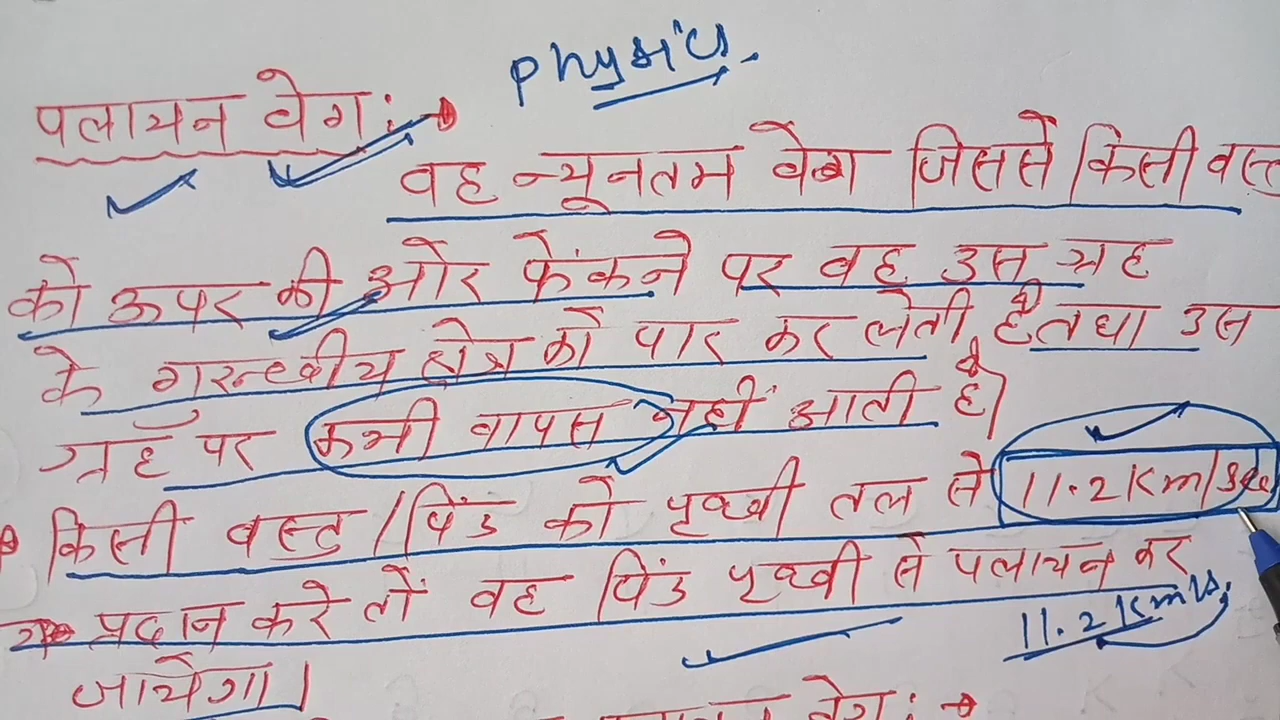 Physics
पलायन वेग :→
वह न्यूनतम वेग जिससे किसी वस्तु
को ऊपर की ओर फेंकने पर वह उस ग्रह
के गुरुत्वीय क्षेत्र को पार कर लेती है तथा उस
ग्रह पर कभी वापस नहीं आती है।
किसी वस्तु/पिंड को पृथ्वी तल से 11.2 Km/Sec
प्रदान करे तों वह पिंड पृथ्वी से पलायन कर
11.2 Km/s
जायेगा।
वेग :→